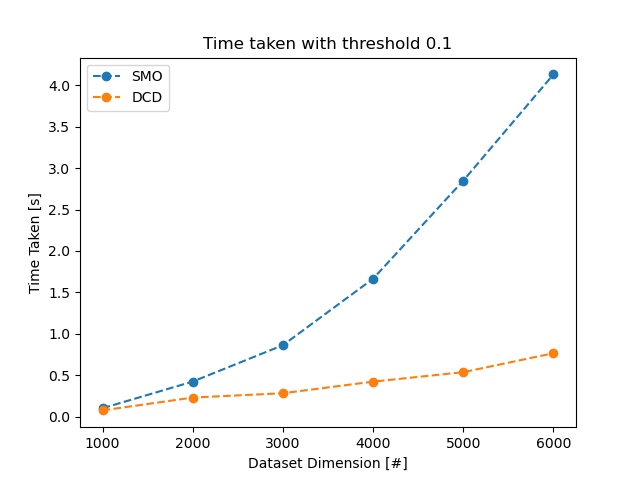 Time taken with threshold 0.1
SMO
DCD
4.0
3.5
3.0
2.5
2.0
1.5
1.0
0.5
0.0
Time Taken [s]
1000 2000 3000 4000 5000 6000
Dataset Dimension [#]